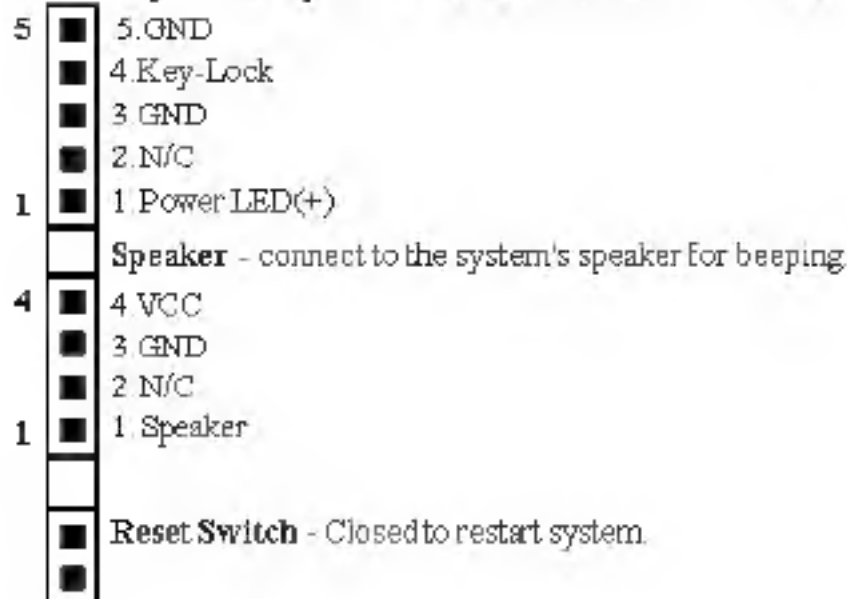 5 5.GND
4.Key-Lock
3.GND
2.N/C
1 1.Power LED(+)
Speaker - connect to the system's speaker for beeping.
4 4.VCC
3.GND
2.N/C
1 1.Speaker
Reset Switch - Closed to restart system.